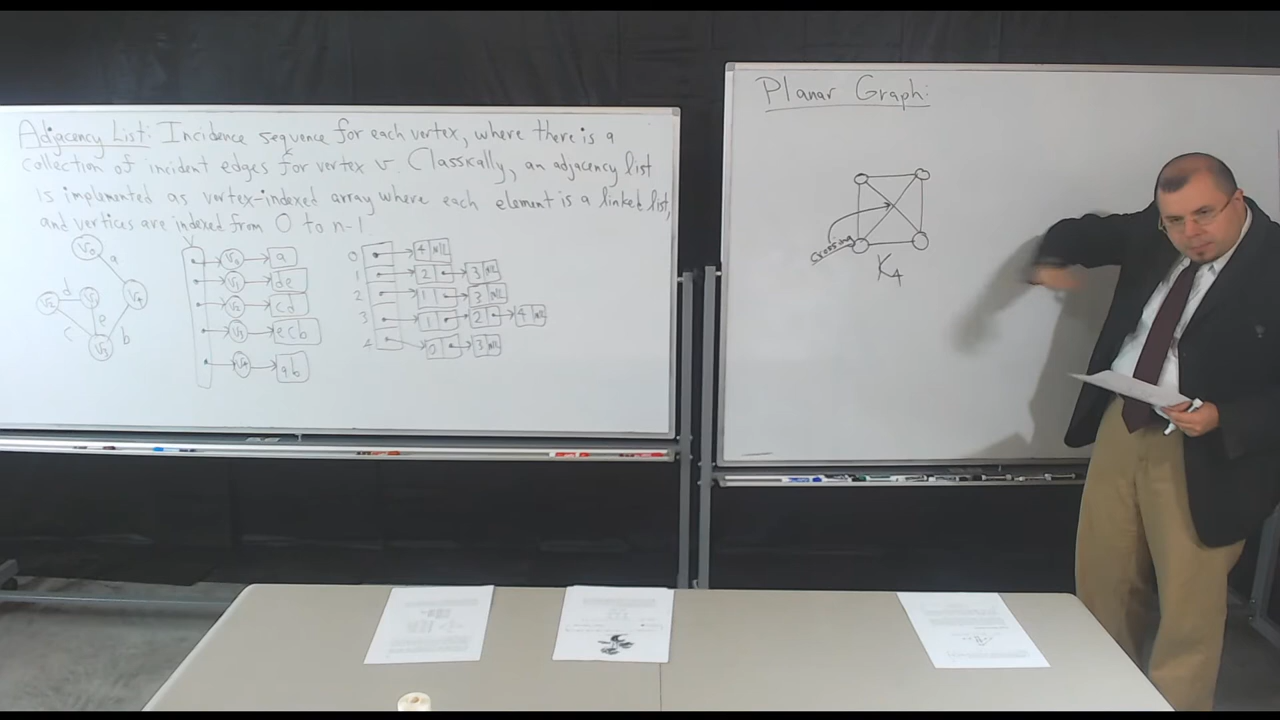 Adjacency List: Incidence sequence for each vertex, where there is a
collection of incident edges for vertex v. Classically, an adjacency list
is implemented as vertex-indexed array where each element is a linked list,
and vertices are indexed from 0 to n-1
V0
a
d
V2
V1
V4
c
e
b
V3
V
V0 a
V1 de
V2 cd
V3 ecb
V4 ab
0 4 NIL
1 2 3 NIL
2 1 3 NIL
3 1 2 4 NIL
4 0 3 NIL
Planar Graph:
crossing
K4